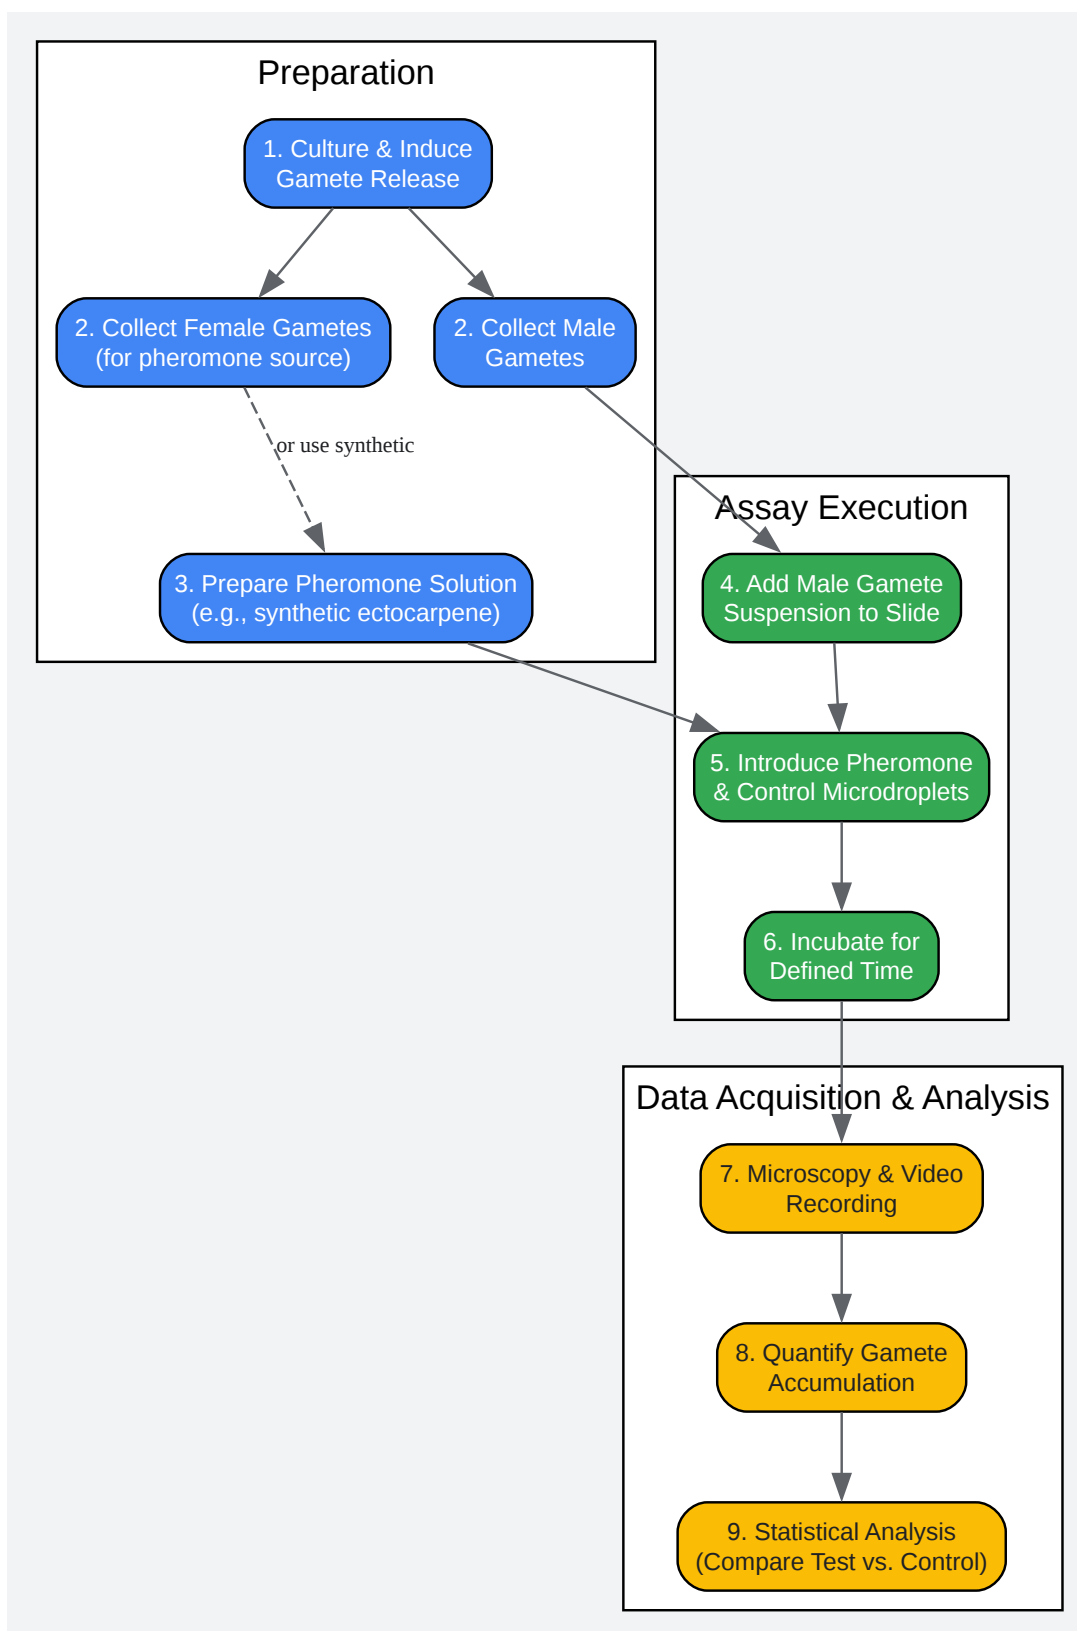 Preparation
1. Culture & Induce
Gamete Release
2. Collect Female Gametes
(for pheromone source)
2. Collect Male
Gametes
or use synthetic
3. Prepare Pheromone Solution
(e.g., synthetic ectocarpene)
Assay Execution
4. Add Male Gamete
Suspension to Slide
5. Introduce Pheromone
& Control Microdroplets
6. Incubate for
Defined Time
Data Acquisition & Analysis
7. Microscopy & Video
Recording
8. Quantify Gamete
Accumulation
9. Statistical Analysis
(Compare Test vs. Control)